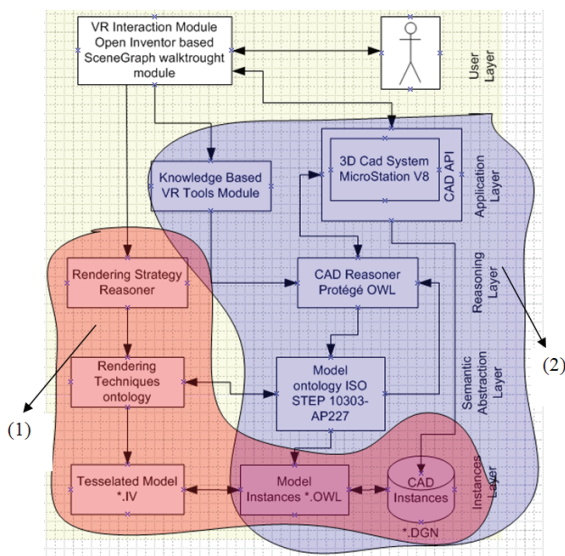 VR Interaction Module
Open Inventor based
SceneGraph walktrought
module
User
Layer
Knowledge Based
VR Tools Module
3D Cad System
MicroStation V8
CAD API
Application
Layer
Rendering Strategy
Reasoner
CAD Reasoner
Protégé OWL
Reasoning
Layer
(2)
Rendering
Techniques
ontology
Model
ontology ISO
STEP 10303-
AP227
Semantic
Abstraction
Layer
(1)
Tesselated Model
*.IV
Model
Instances *.OWL
CAD
Instances
*.DGN
Instances
Layer